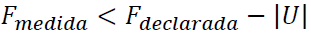 F_medida < F_declarada − |U|